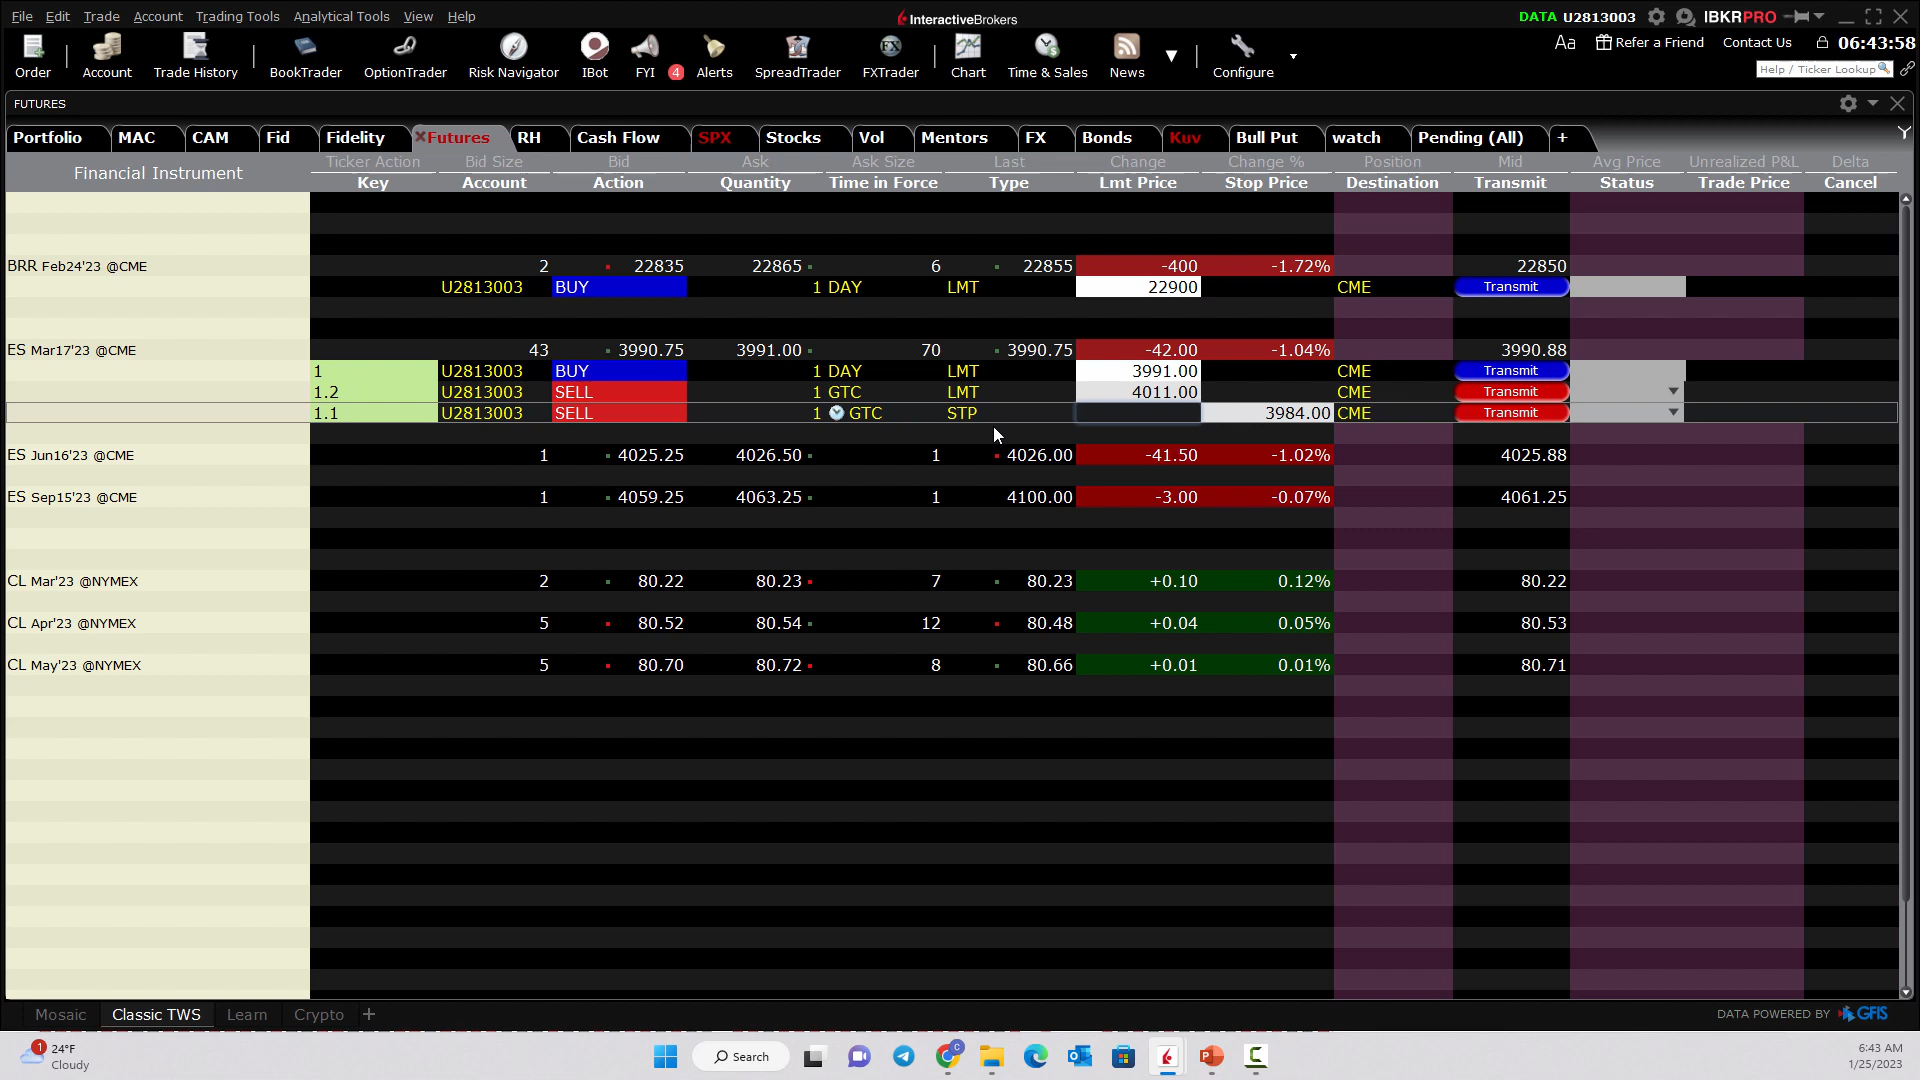 File Edit Trade Account Trading Tools Analytical Tools View Help
InteractiveBrokers
DATA U2813003 IBKRPRO
Order Account Trade History BookTrader OptionTrader Risk Navigator IBot FYI 4 Alerts SpreadTrader FXTrader Chart Time & Sales News Configure
Aa Refer a Friend Contact Us 06:43:58
Help / Ticker Lookup
FUTURES
Portfolio MAC CAM Fid Fidelity Futures RH Cash Flow SPX Stocks Vol Mentors FX Bonds Kuv Bull Put watch Pending (All) +
Financial Instrument
Ticker Action Bid Size Bid Ask Ask Size Last Change Change % Position Mid Avg Price Unrealized P&L Delta
Key Account Action Quantity Time in Force Type Lmt Price Stop Price Destination Transmit Status Trade Price Cancel
BRR Feb24'23 @CME 2 22835 22865 6 22855 -400 -1.72% 22850
U2813003 BUY 1 DAY LMT 22900 CME Transmit
ES Mar17'23 @CME 43 3990.75 3991.00 70 3990.75 -42.00 -1.04% 3990.88
1 U2813003 BUY 1 DAY LMT 3991.00 CME Transmit
1.2 U2813003 SELL 1 GTC LMT 4011.00 CME Transmit
1.1 U2813003 SELL 1 GTC STP 3984.00 CME Transmit
ES Jun16'23 @CME 1 4025.25 4026.50 1 4026.00 -41.50 -1.02% 4025.88
ES Sep15'23 @CME 1 4059.25 4063.25 1 4100.00 -3.00 -0.07% 4061.25
CL Mar'23 @NYMEX 2 80.22 80.23 7 80.23 +0.10 0.12% 80.22
CL Apr'23 @NYMEX 5 80.52 80.54 12 80.48 +0.04 0.05% 80.53
CL May'23 @NYMEX 5 80.70 80.72 8 80.66 +0.01 0.01% 80.71
Mosaic Classic TWS Learn Crypto +
DATA POWERED BY GFIS
1 24°F
Cloudy
Search
6:43 AM
1/25/2023